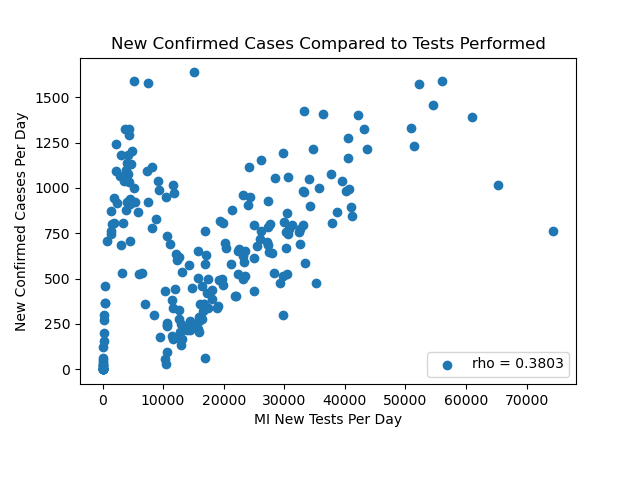 New Confirmed Cases Compared to Tests Performed
New Confirmed Caeses Per Day
1500
1250
1000
750
500
250
0
rho = 0.3803
0 10000 20000 30000 40000 50000 60000 70000
MI New Tests Per Day